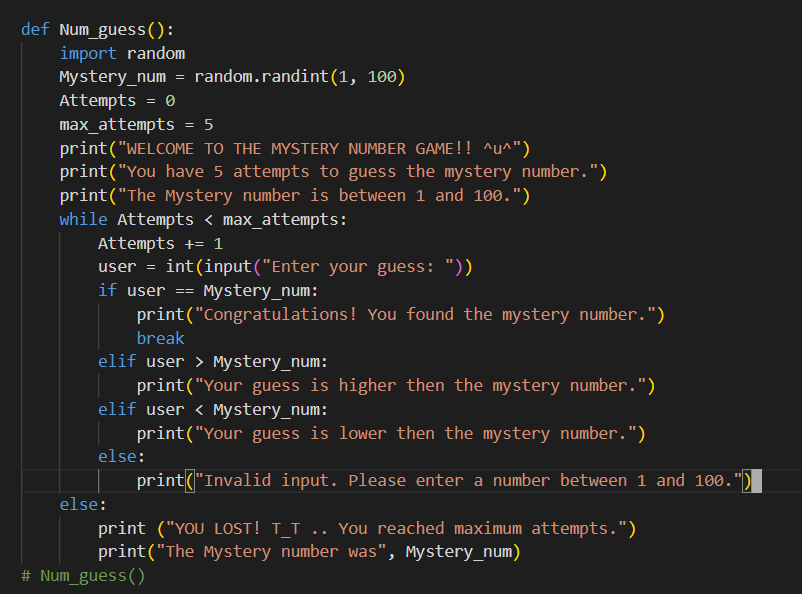 def Num_guess():
    import random
    Mystery_num = random.randint(1, 100)
    Attempts = 0
    max_attempts = 5
    print("WELCOME TO THE MYSTERY NUMBER GAME!! ^u^")
    print("You have 5 attempts to guess the mystery number.")
    print("The Mystery number is between 1 and 100.")
    while Attempts < max_attempts:
        Attempts += 1
        user = int(input("Enter your guess: "))
        if user == Mystery_num:
            print("Congratulations! You found the mystery number.")
            break
        elif user > Mystery_num:
            print("Your guess is higher then the mystery number.")
        elif user < Mystery_num:
            print("Your guess is lower then the mystery number.")
        else:
            print("Invalid input. Please enter a number between 1 and 100.")
    else:
        print ("YOU LOST! T_T .. You reached maximum attempts.")
        print("The Mystery number was", Mystery_num)
# Num_guess()